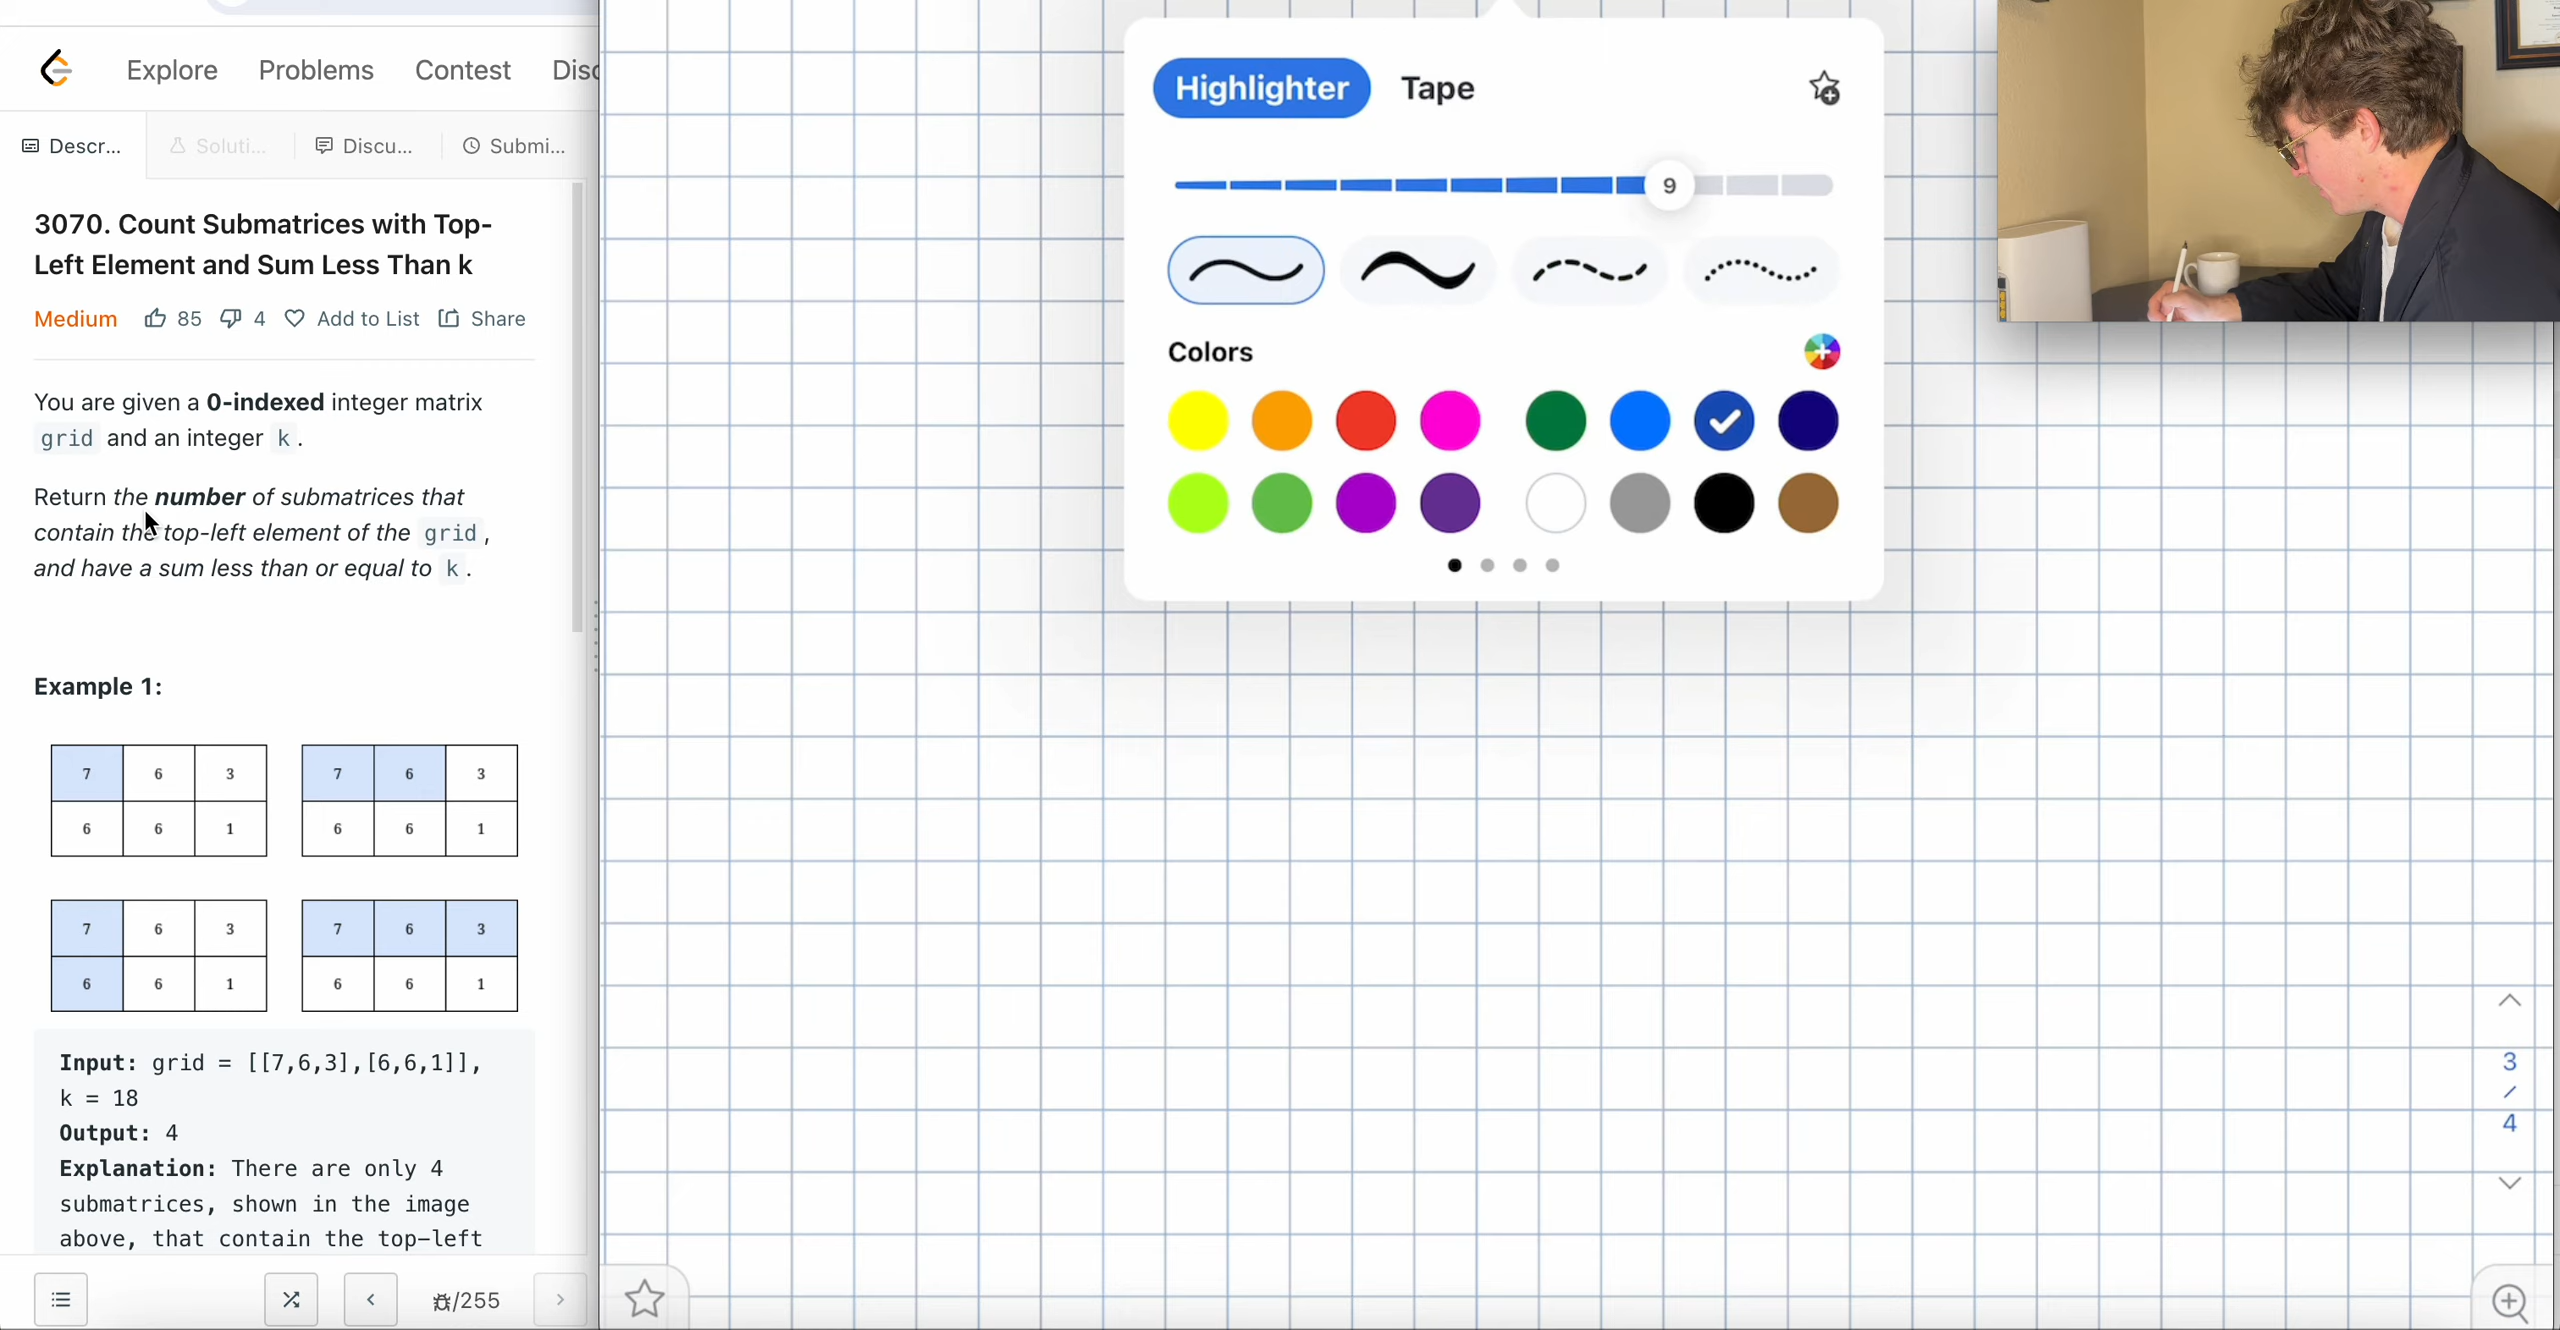 Explore Problems Contest Disc
Descr... Soluti... Discu... Submi...
3070. Count Submatrices with Top-
Left Element and Sum Less Than k
Medium 85 4 Add to List Share
You are given a 0-indexed integer matrix
grid and an integer k .
Return the number of submatrices that
contain the top-left element of the grid ,
and have a sum less than or equal to k .
Example 1:
7 6 3
6 6 1
7 6 3
6 6 1
7 6 3
6 6 1
7 6 3
6 6 1
Input: grid = [[7,6,3],[6,6,1]],
k = 18
Output: 4
Explanation: There are only 4
submatrices, shown in the image
above, that contain the top-left
/255
Highlighter Tape
9
Colors
3
/
4